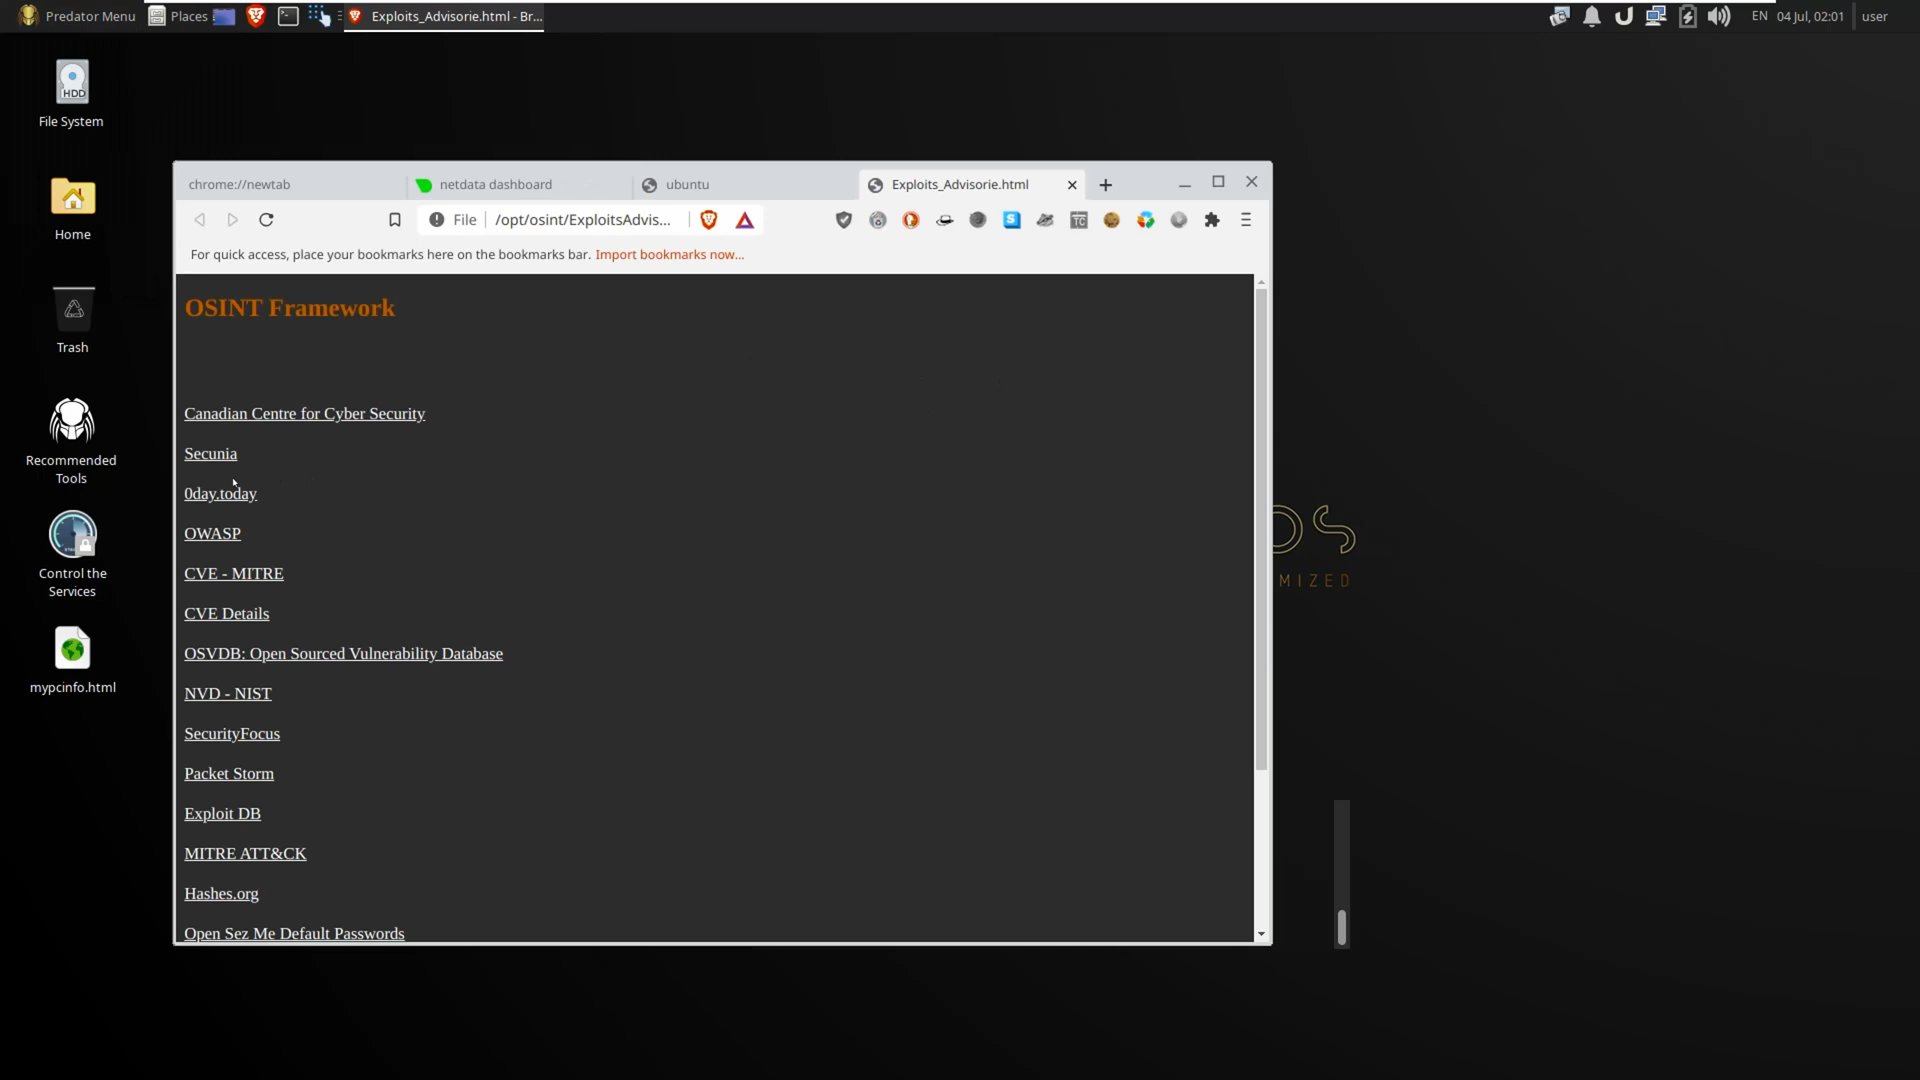 Predator Menu Places Exploits_Advisorie.html - Br... EN 04 Jul, 02:01 user
HDD
File System
Home
Trash
Recommended
Tools
Control the
Services
mypcinfo.html
chrome://newtab netdata dashboard ubuntu Exploits_Advisorie.html
File /opt/osint/ExploitsAdvis... S TC
For quick access, place your bookmarks here on the bookmarks bar. Import bookmarks now...
OSINT Framework
Canadian Centre for Cyber Security
Secunia
0day.today
OWASP
CVE - MITRE
CVE Details
OSVDB: Open Sourced Vulnerability Database
NVD - NIST
SecurityFocus
Packet Storm
Exploit DB
MITRE ATT&CK
Hashes.org
Open Sez Me Default Passwords
OS
MIZED